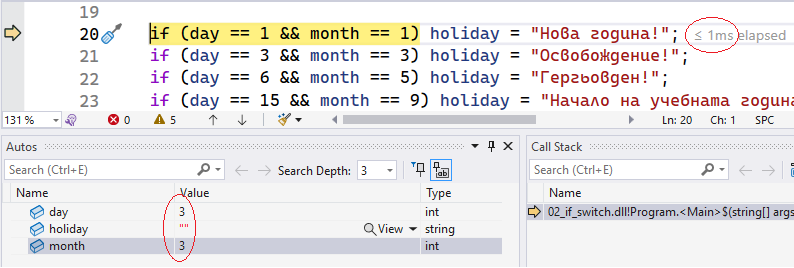 19
20 if (day == 1 && month == 1) holiday = "Нова година!"; ≤ 1ms elapsed
21 if (day == 3 && month == 3) holiday = "Освобождение!";
22 if (day == 6 && month == 5) holiday = "Гергьовден!";
23 if (day == 15 && month == 9) holiday = "Начало на учебната година
131 % 0 5 Ln: 20 Ch: 1 SPC
Autos
Search (Ctrl+E) Search Depth: 3
Name Value Type
day 3 int
holiday "" View string
month 3 int
Call Stack
Search (Ctrl+E)
Name
02_if_switch.dll!Program.<Main>$(string[] args